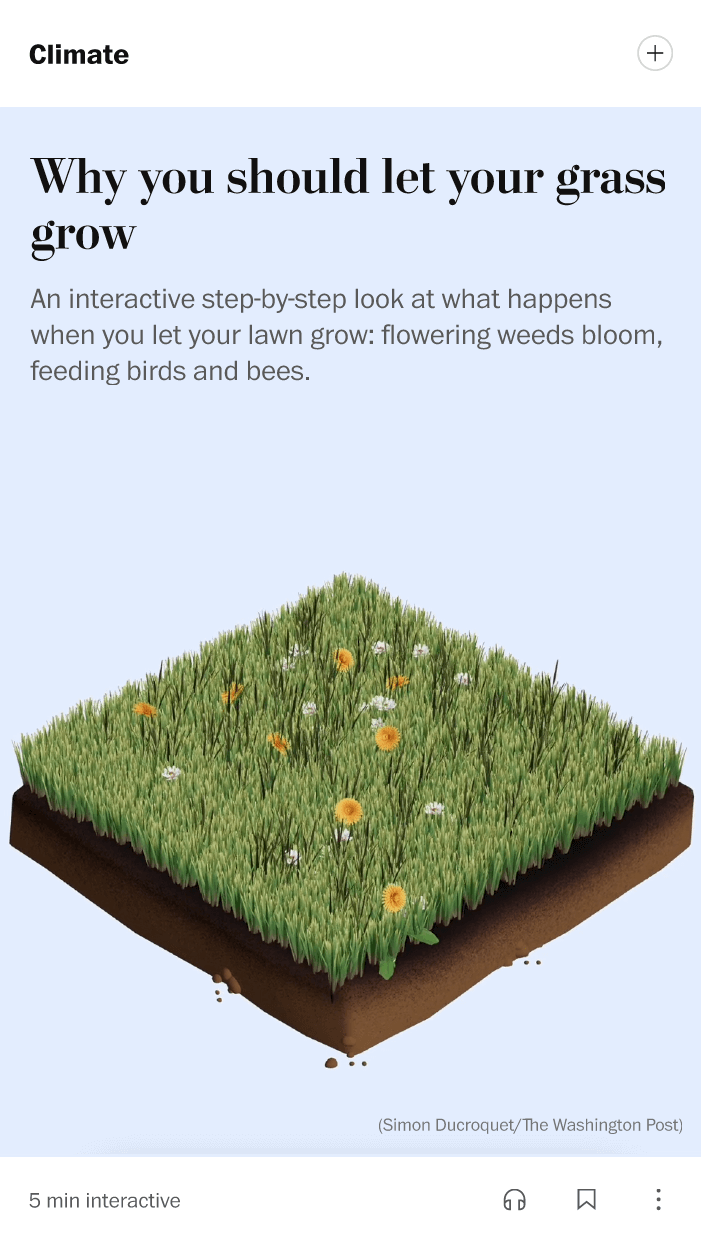 Climate
Why you should let your grass
grow
An interactive step-by-step look at what happens
when you let your lawn grow: flowering weeds bloom,
feeding birds and bees.
(Simon Ducroquet/The Washington Post)
5 min interactive